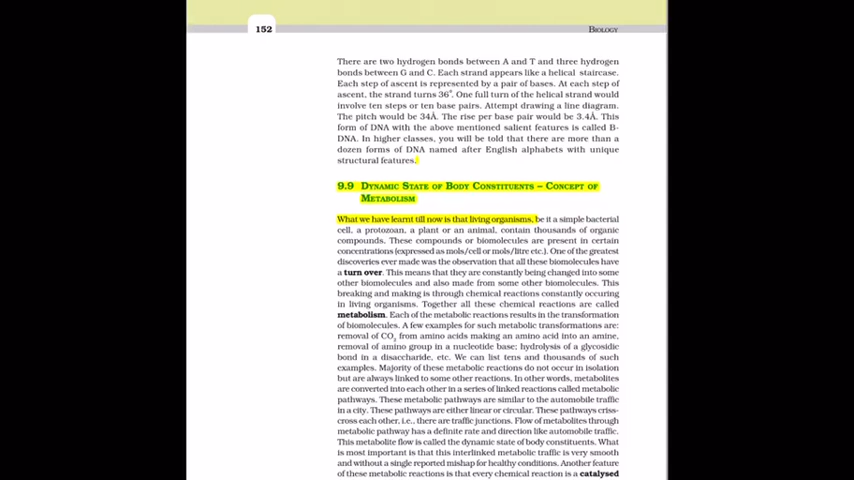 152
BIOLOGY
There are two hydrogen bonds between A and T and three hydrogen
bonds between G and C. Each strand appears like a helical staircase.
Each step of ascent is represented by a pair of bases. At each step of
ascent, the strand turns 36°. One full turn of the helical strand would
involve ten steps or ten base pairs. Attempt drawing a line diagram.
The pitch would be 34Å. The rise per base pair would be 3.4Å. This
form of DNA with the above mentioned salient features is called B-
DNA. In higher classes, you will be told that there are more than a
dozen forms of DNA named after English alphabets with unique
structural features.
9.9 DYNAMIC STATE OF BODY CONSTITUENTS – CONCEPT OF
METABOLISM
What we have learnt till now is that living organisms, be it a simple bacterial
cell, a protozoan, a plant or an animal, contain thousands of organic
compounds. These compounds or biomolecules are present in certain
concentrations (expressed as mols/cell or mols/litre etc.). One of the greatest
discoveries ever made was the observation that all these biomolecules have
a turn over. This means that they are constantly being changed into some
other biomolecules and also made from some other biomolecules. This
breaking and making is through chemical reactions constantly occuring
in living organisms. Together all these chemical reactions are called
metabolism. Each of the metabolic reactions results in the transformation
of biomolecules. A few examples for such metabolic transformations are:
removal of CO₂ from amino acids making an amino acid into an amine,
removal of amino group in a nucleotide base; hydrolysis of a glycosidic
bond in a disaccharide, etc. We can list tens and thousands of such
examples. Majority of these metabolic reactions do not occur in isolation
but are always linked to some other reactions. In other words, metabolites
are converted into each other in a series of linked reactions called metabolic
pathways. These metabolic pathways are similar to the automobile traffic
in a city. These pathways are either linear or circular. These pathways criss-
cross each other, i.e., there are traffic junctions. Flow of metabolites through
metabolic pathway has a definite rate and direction like automobile traffic.
This metabolite flow is called the dynamic state of body constituents. What
is most important is that this interlinked metabolic traffic is very smooth
and without a single reported mishap for healthy conditions. Another feature
of these metabolic reactions is that every chemical reaction is a catalysed